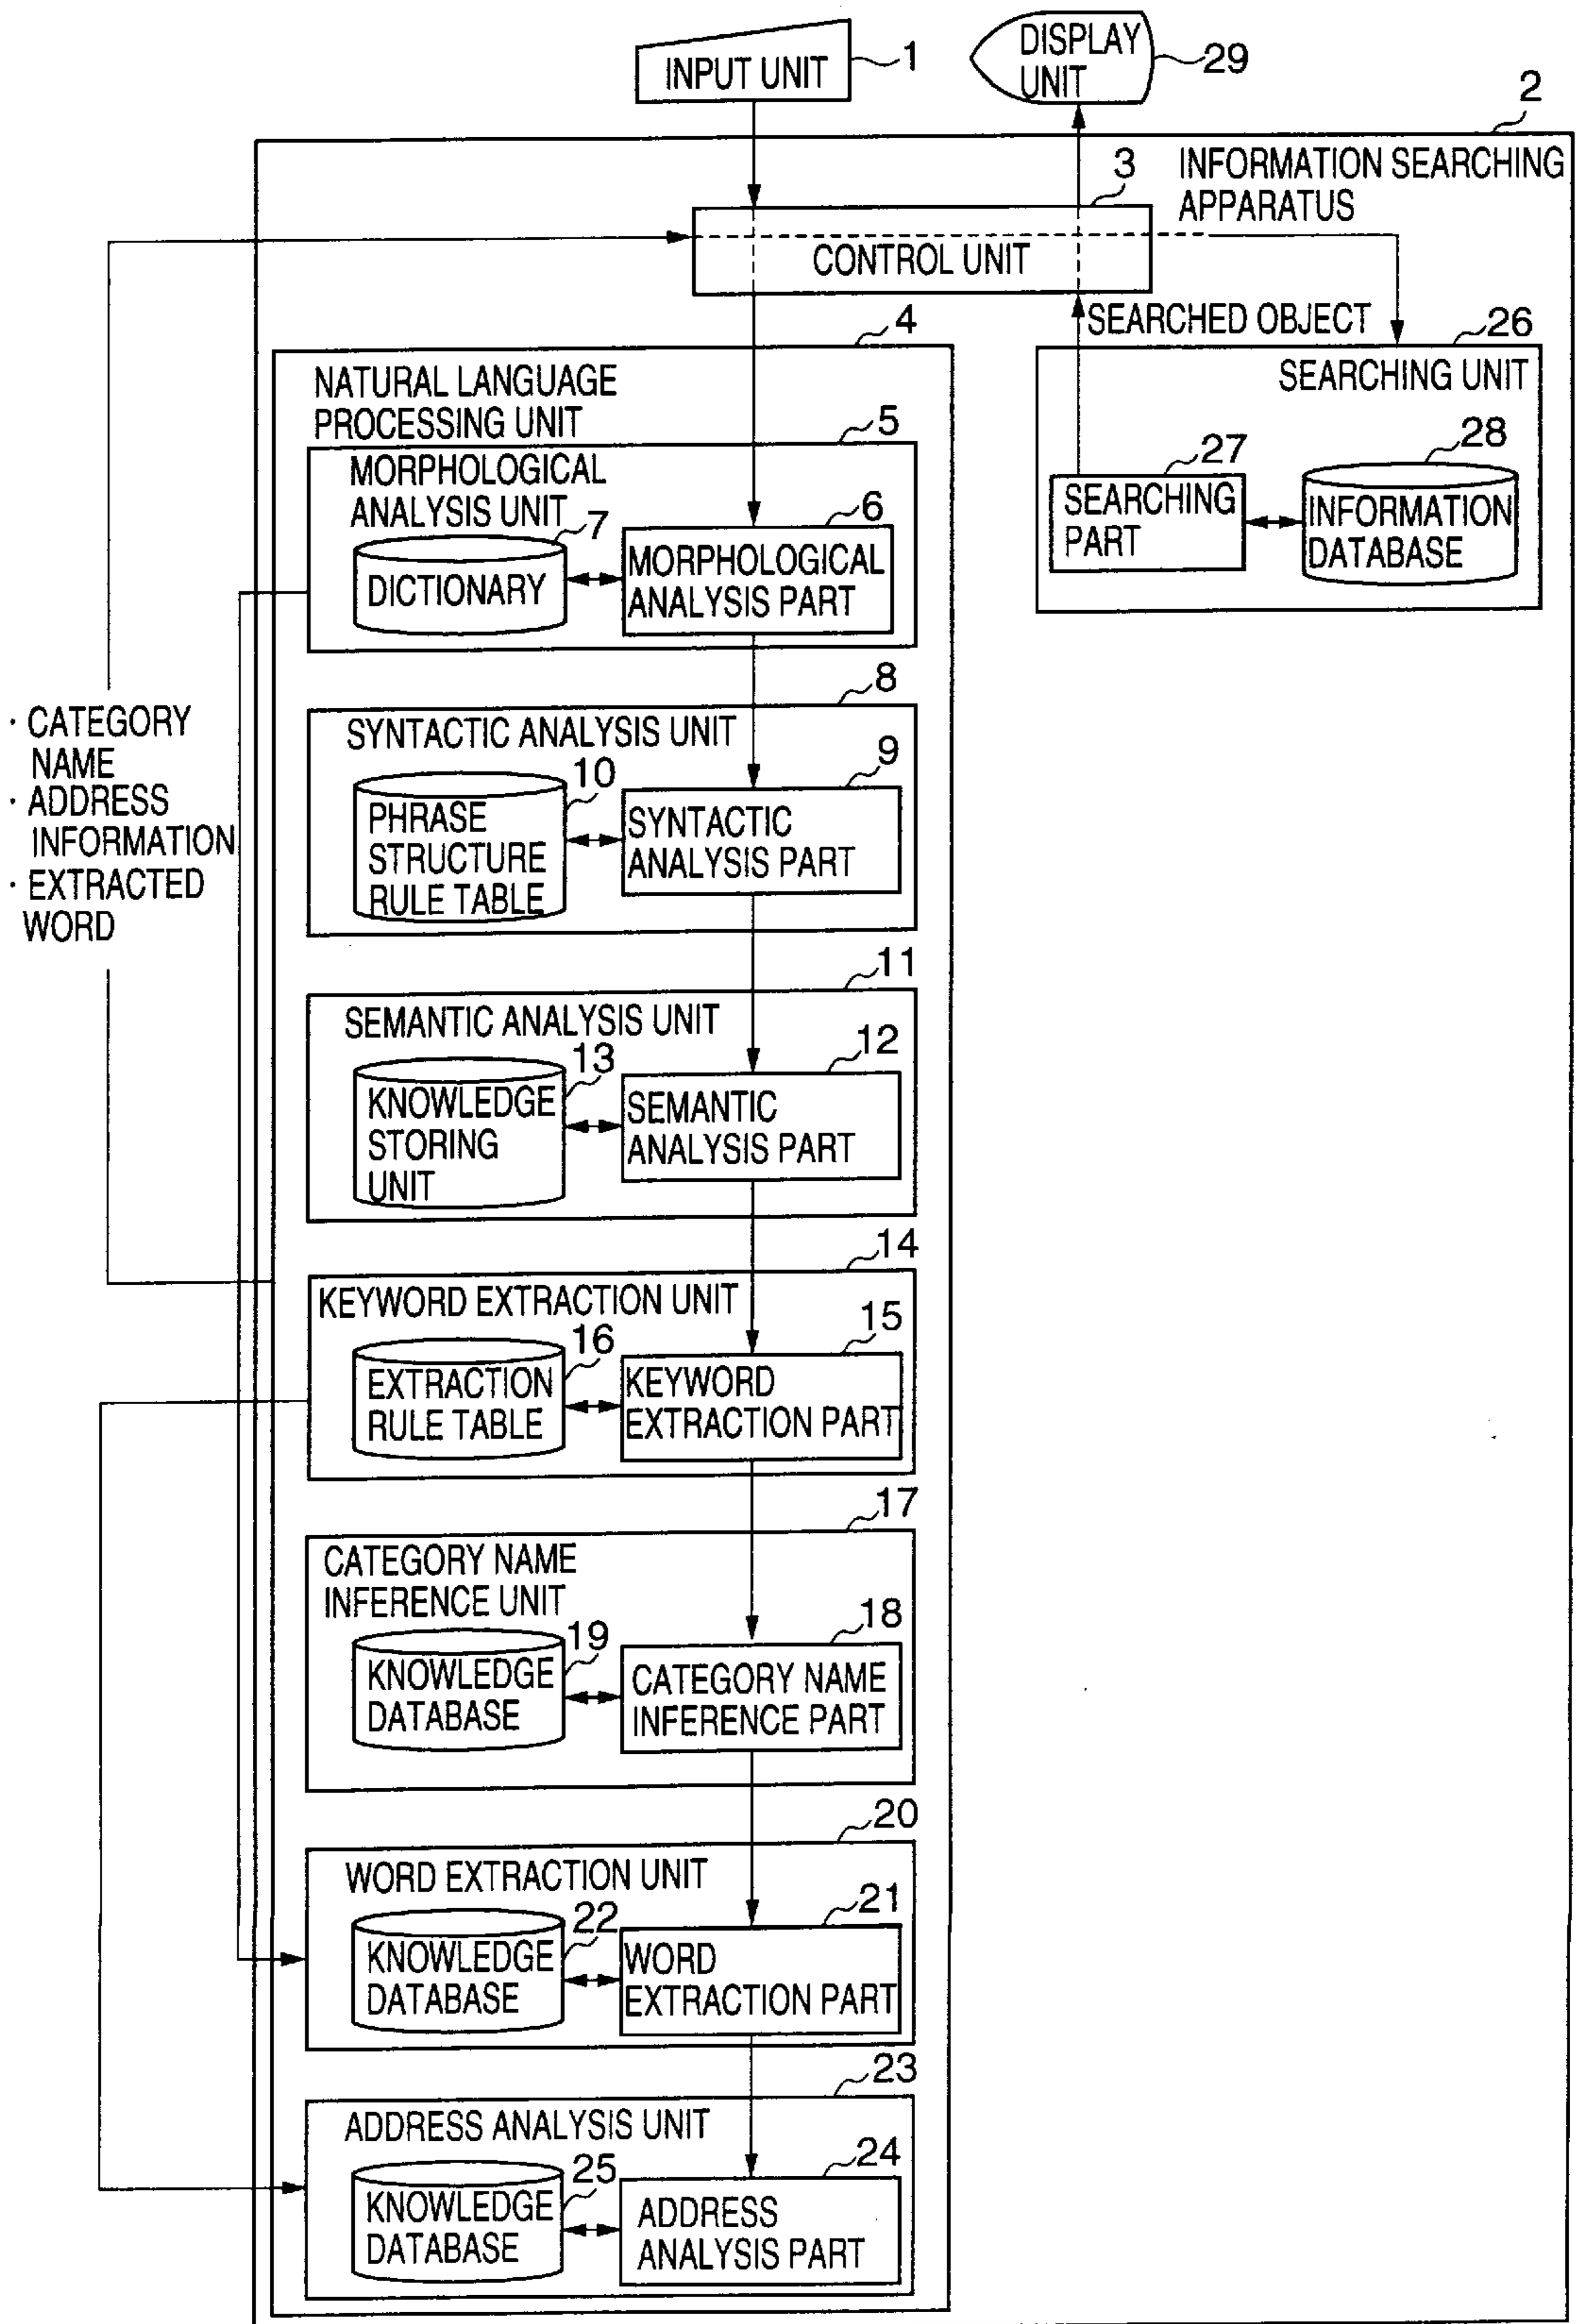 INPUT UNIT
1
DISPLAY
UNIT
29
2
INFORMATION SEARCHING
APPARATUS
3
CONTROL UNIT
SEARCHED OBJECT
26
SEARCHING UNIT
27
SEARCHING
PART
28
INFORMATION
DATABASE
4
NATURAL LANGUAGE
PROCESSING UNIT
5
MORPHOLOGICAL
ANALYSIS UNIT
7
DICTIONARY
6
MORPHOLOGICAL
ANALYSIS PART
· CATEGORY
NAME
· ADDRESS
INFORMATION
· EXTRACTED
WORD
8
SYNTACTIC ANALYSIS UNIT
10
PHRASE
STRUCTURE
RULE TABLE
9
SYNTACTIC
ANALYSIS PART
11
SEMANTIC ANALYSIS UNIT
13
KNOWLEDGE
STORING
UNIT
12
SEMANTIC
ANALYSIS PART
14
KEYWORD EXTRACTION UNIT
16
EXTRACTION
RULE TABLE
15
KEYWORD
EXTRACTION PART
17
CATEGORY NAME
INFERENCE UNIT
19
KNOWLEDGE
DATABASE
18
CATEGORY NAME
INFERENCE PART
20
WORD EXTRACTION UNIT
22
KNOWLEDGE
DATABASE
21
WORD
EXTRACTION PART
23
ADDRESS ANALYSIS UNIT
25
KNOWLEDGE
DATABASE
24
ADDRESS
ANALYSIS PART